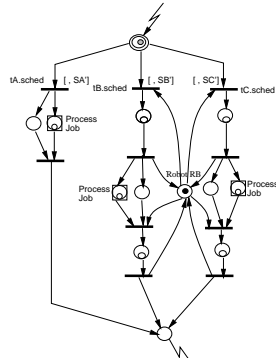 tA.sched [ , SA'] [ , SB'] [ , SC'] tC.sched
tB.sched
Process
Job
Robot RB
Process
Job
Process
Job